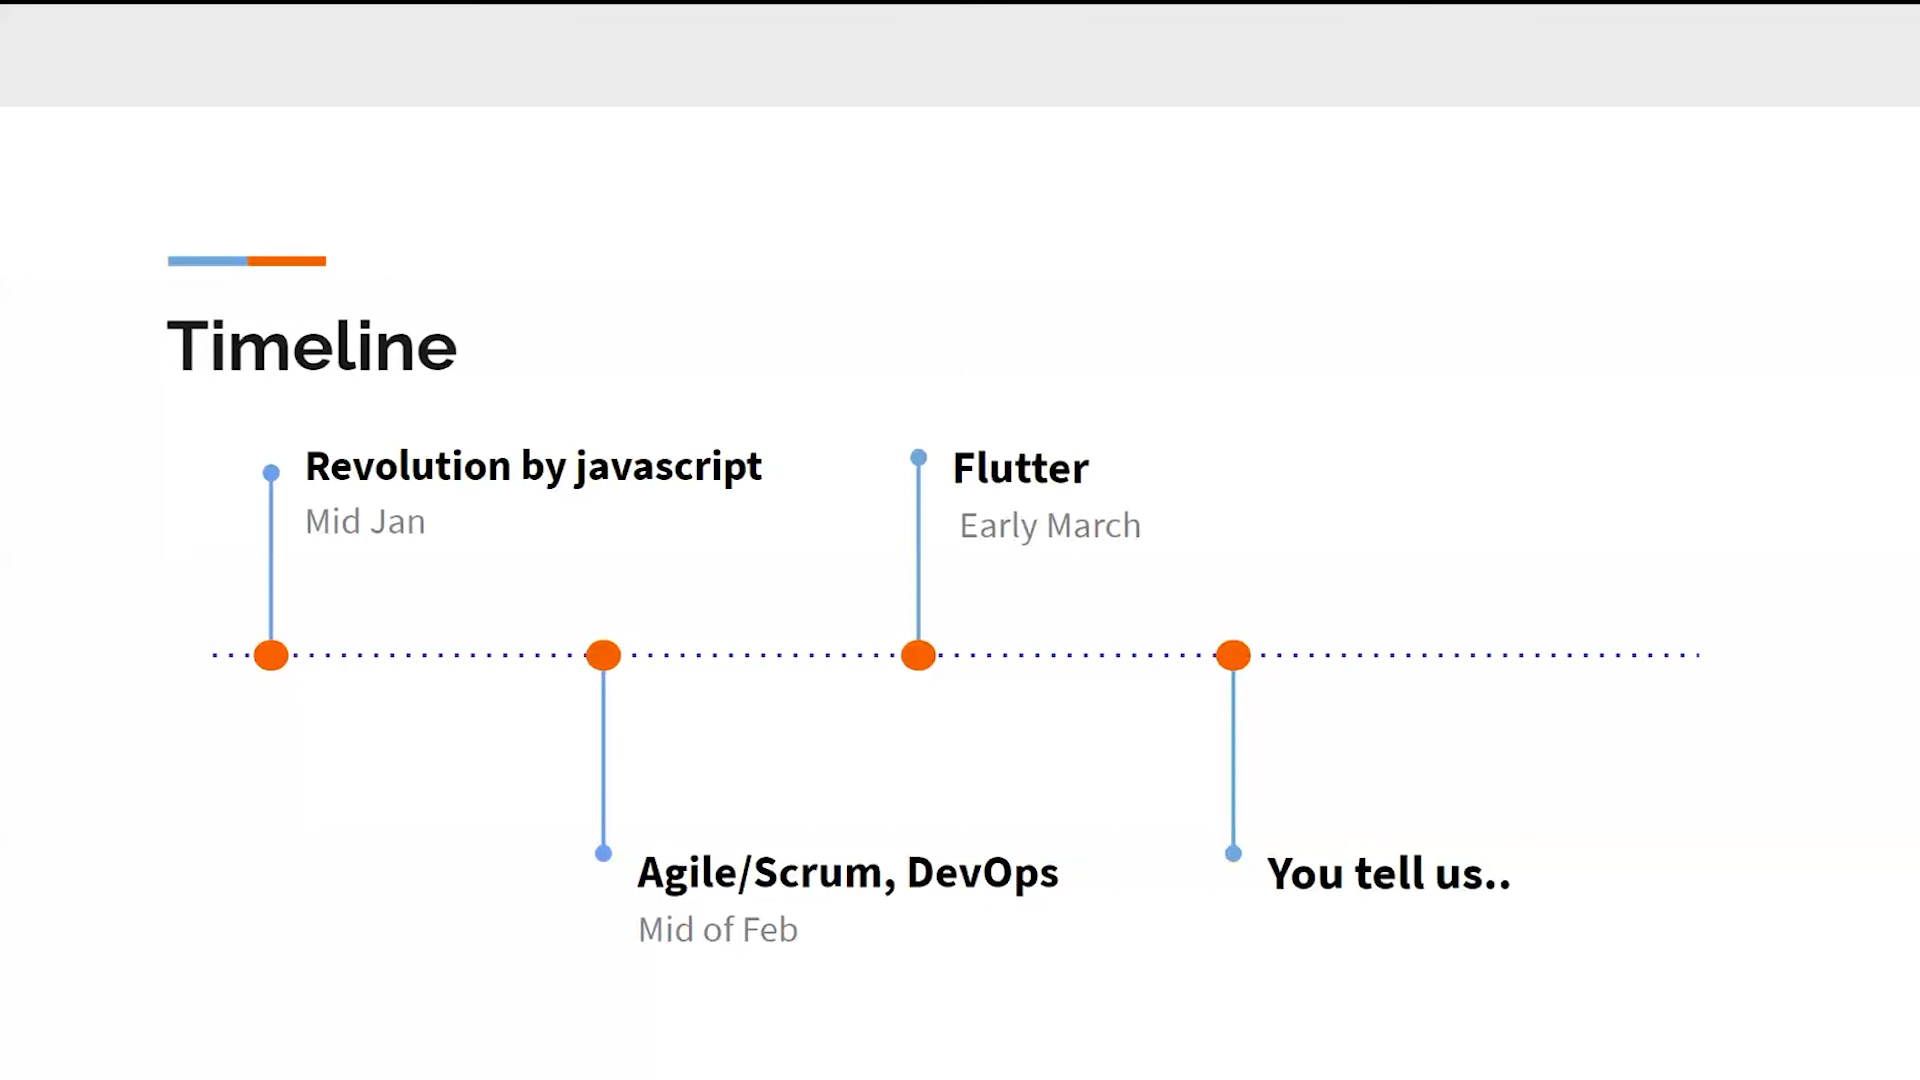 Timeline
Revolution by javascript
Mid Jan
Flutter
Early March
Agile/Scrum, DevOps
Mid of Feb
You tell us..